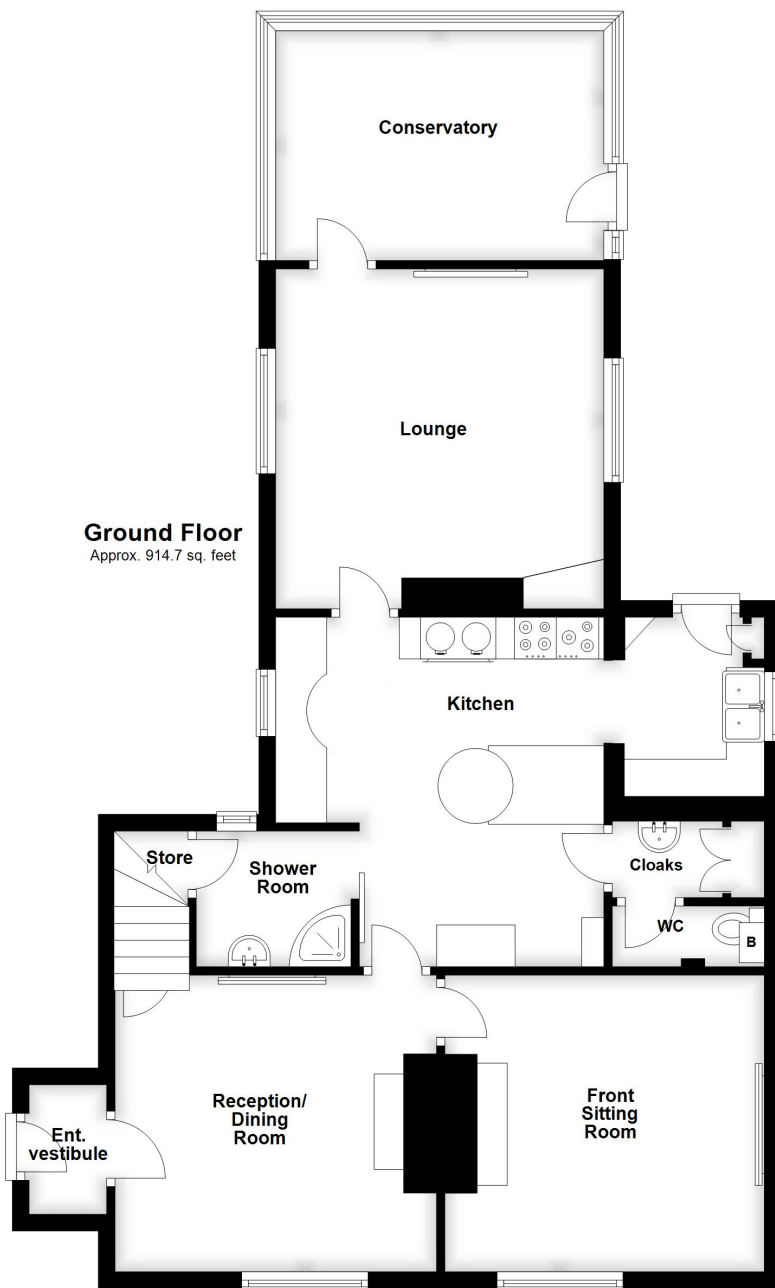 Conservatory
Lounge
Ground Floor
Approx. 914.7 sq. feet
Kitchen
Store
Shower
Room
Cloaks
WC
B
Reception/
Dining
Room
Front
Sitting
Room
Ent.
vestibule